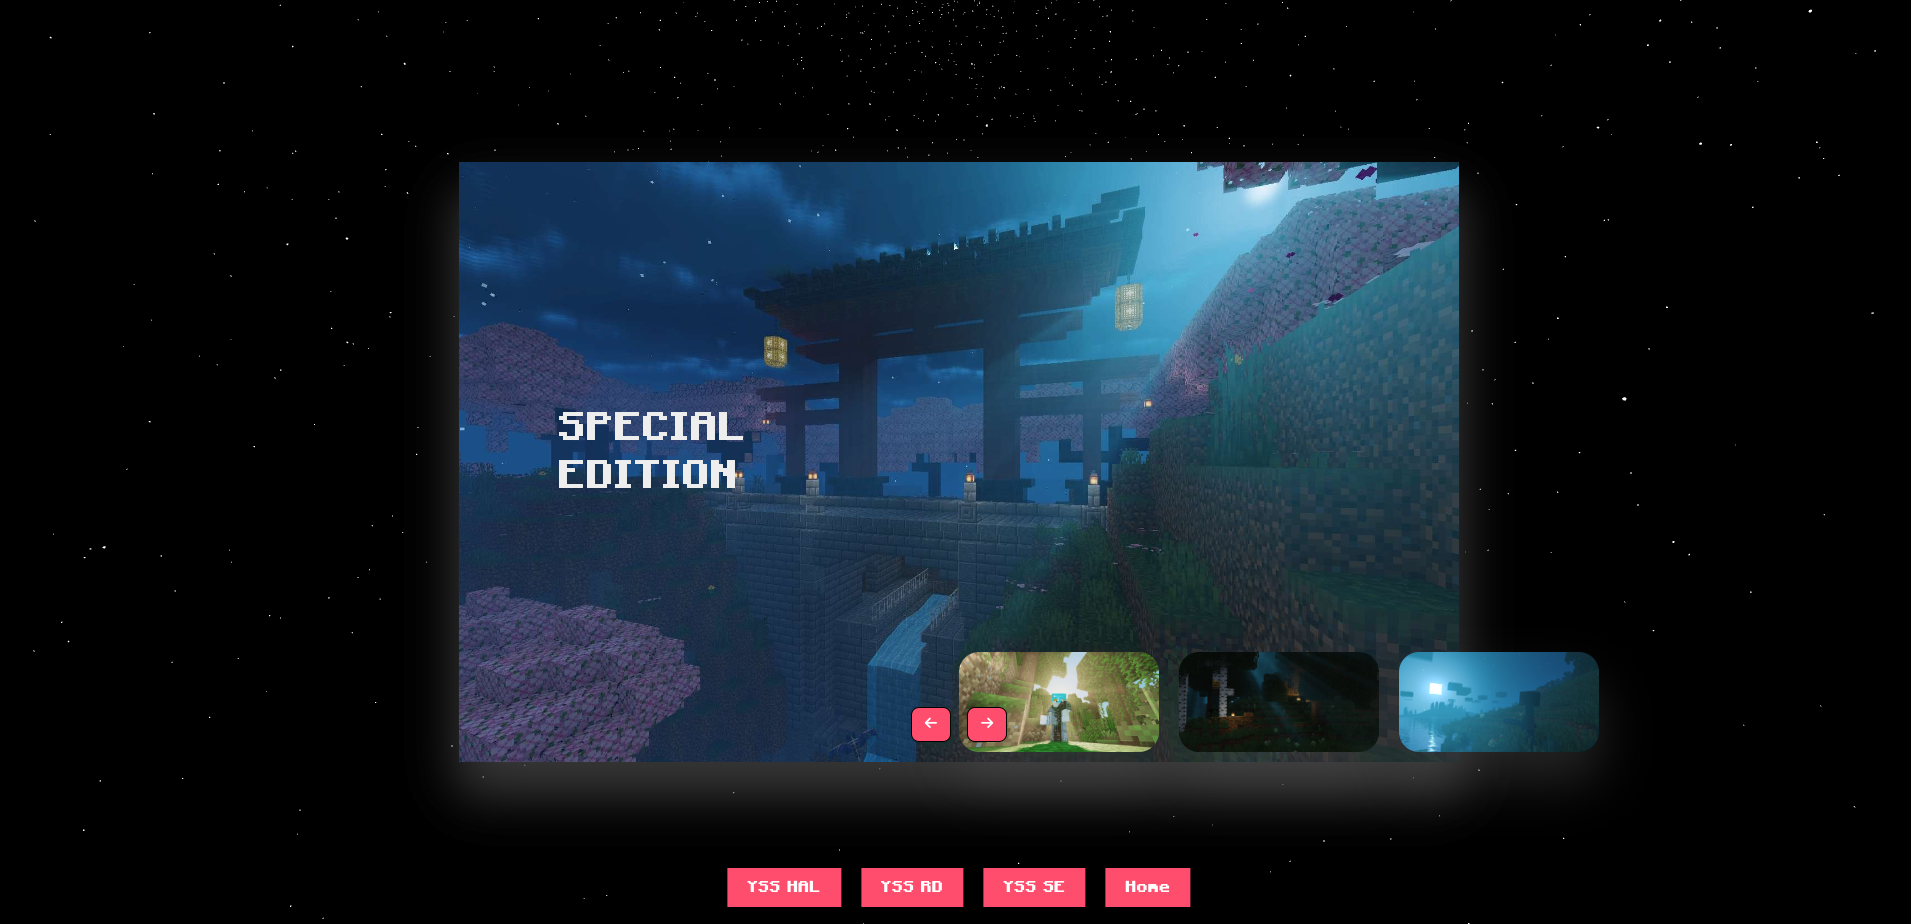 SPECIAL
EDITION
YSS HAL
YSS RD
YSS SE
Home